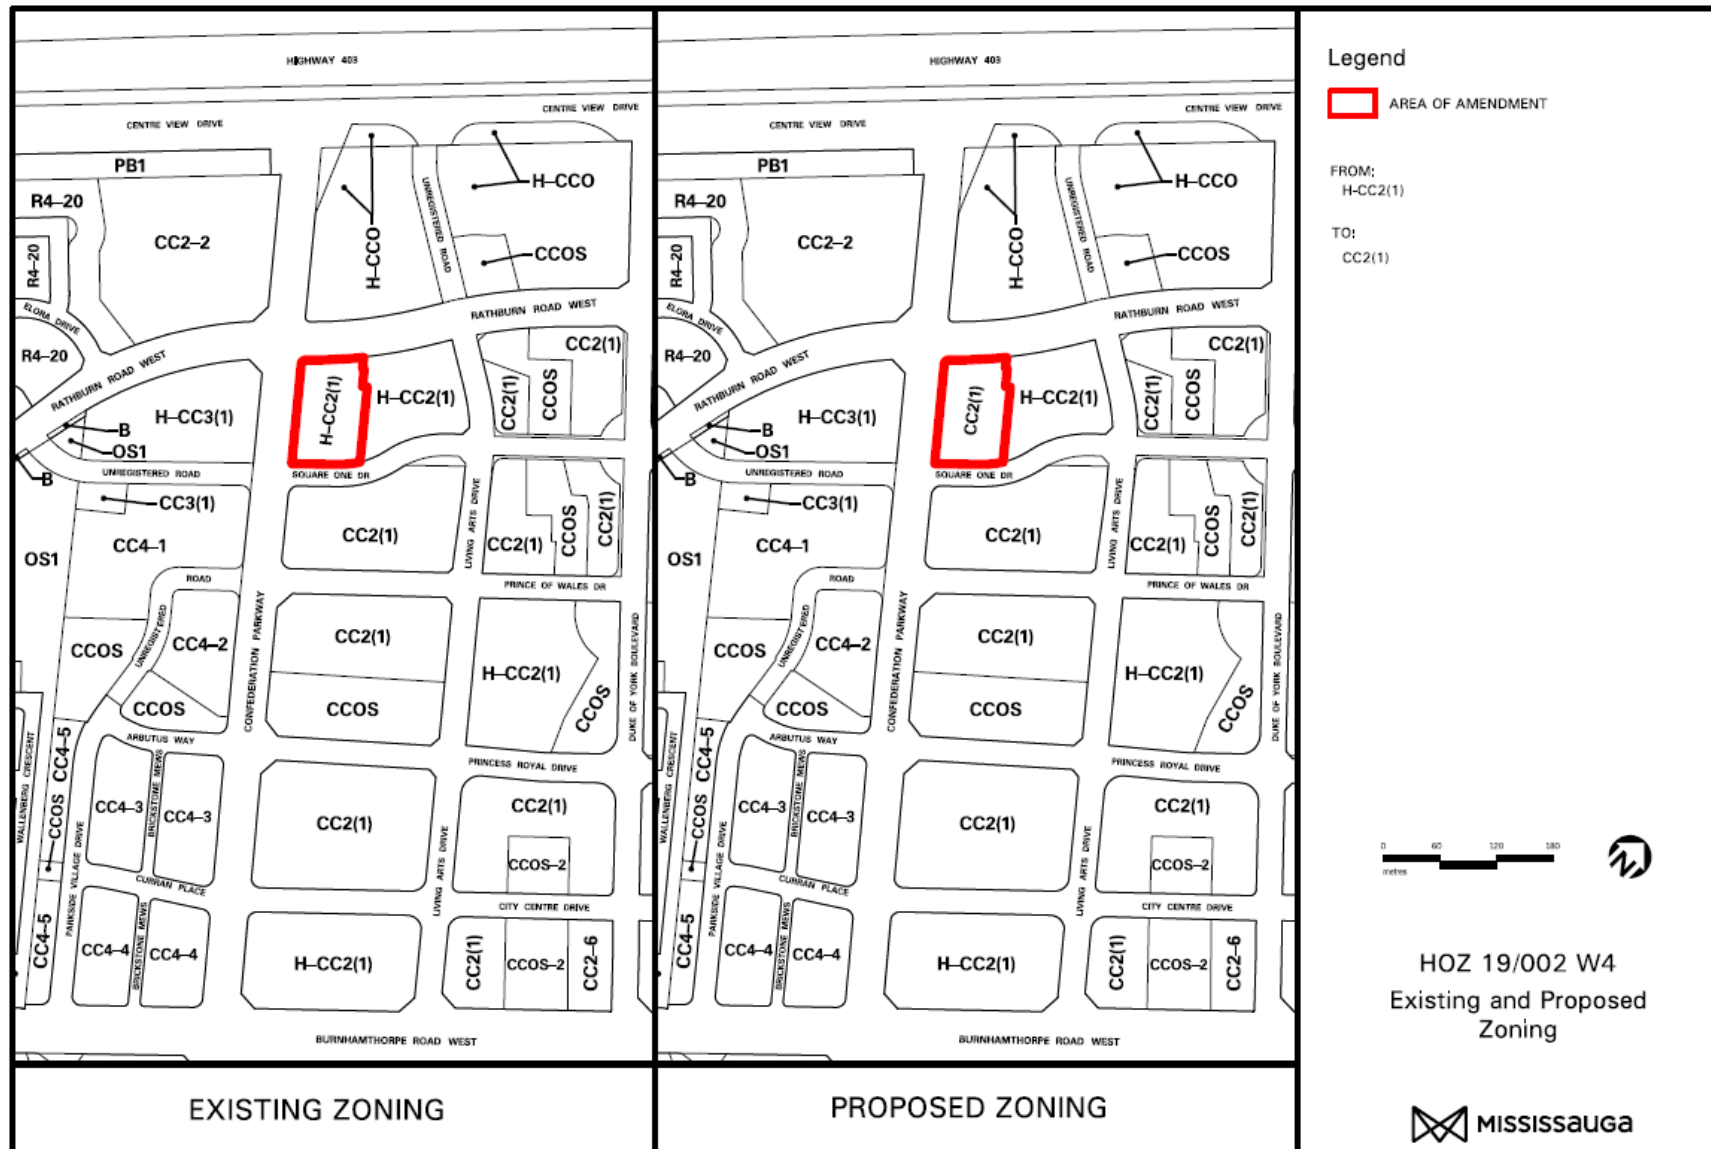 HIGHWAY 403
CENTRE VIEW DRIVE
CENTRE VIEW DRIVE
PB1
R4–20
H–CCO
UNREGISTERED ROAD
CC2–2
R4–20
H–CCO
CCOS
ELORA DRIVE
RATHBURN ROAD WEST
CC2(1)
R4–20
RATHBURN ROAD WEST
H–CC2(1)
H–CC2(1)
CC2(1)
CCOS
H–CC3(1)
B
OS1
UNREGISTERED ROAD
SQUARE ONE DR
B
CC3(1)
LIVING ARTS DRIVE
CC2(1)
CCOS
CC2(1)
CC2(1)
CC4–1
OS1
ROAD
PRINCE OF WALES DR
UNREGISTERED
CONFEDERATION PARKWAY
CC2(1)
CC4–2
CCOS
H–CC2(1)
DUKE OF YORK BOULEVARD
CCOS
CCOS
CCOS
ARBUTUS WAY
WALLENBERG CRESCENT
CC4–5
PRINCESS ROYAL DRIVE
BRICKSTONE MEWS
CC4–3
CC4–3
CC2(1)
CC2(1)
CCOS
PARKSIDE VILLAGE DRIVE
LIVING ARTS DRIVE
CCOS–2
CURRAN PLACE
CITY CENTRE DRIVE
CC4–5
CC4–4
BRICKSTONE MEWS
CC4–4
H–CC2(1)
CC2(1)
CCOS–2
CC2–6
BURNHAMTHORPE ROAD WEST
EXISTING ZONING
HIGHWAY 403
CENTRE VIEW DRIVE
CENTRE VIEW DRIVE
PB1
R4–20
H–CCO
UNREGISTERED ROAD
CC2–2
R4–20
H–CCO
CCOS
ELORA DRIVE
RATHBURN ROAD WEST
CC2(1)
R4–20
RATHBURN ROAD WEST
CC2(1)
H–CC2(1)
CC2(1)
CCOS
H–CC3(1)
B
OS1
UNREGISTERED ROAD
SQUARE ONE DR
B
CC3(1)
LIVING ARTS DRIVE
CC2(1)
CCOS
CC2(1)
CC2(1)
CC4–1
OS1
ROAD
PRINCE OF WALES DR
UNREGISTERED
CONFEDERATION PARKWAY
CC2(1)
CC4–2
CCOS
H–CC2(1)
DUKE OF YORK BOULEVARD
CCOS
CCOS
CCOS
ARBUTUS WAY
WALLENBERG CRESCENT
CC4–5
PRINCESS ROYAL DRIVE
BRICKSTONE MEWS
CC4–3
CC4–3
CC2(1)
CC2(1)
CCOS
PARKSIDE VILLAGE DRIVE
LIVING ARTS DRIVE
CCOS–2
CURRAN PLACE
CITY CENTRE DRIVE
CC4–5
CC4–4
BRICKSTONE MEWS
CC4–4
H–CC2(1)
CC2(1)
CCOS–2
CC2–6
BURNHAMTHORPE ROAD WEST
PROPOSED ZONING
Legend
AREA OF AMENDMENT
FROM:
H-CC2(1)
TO:
CC2(1)
0 60 120 180
metres
Z
HOZ 19/002 W4
Existing and Proposed
Zoning
MISSISSAUGA